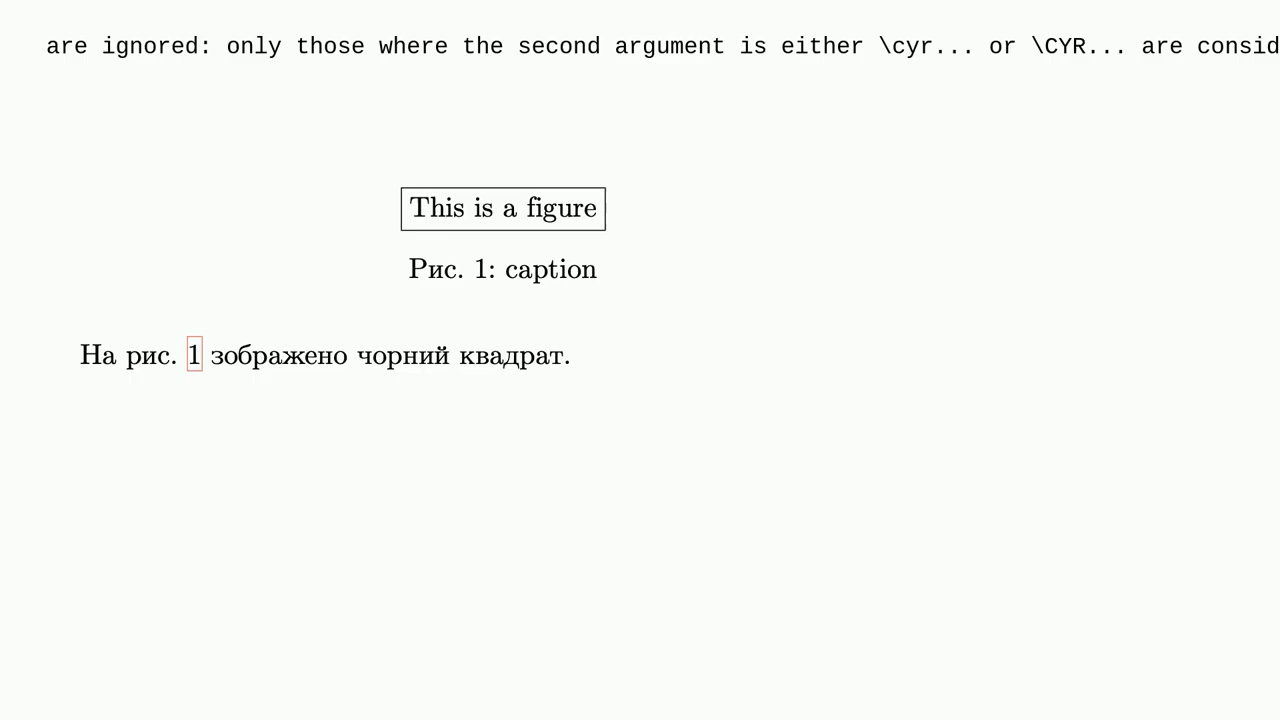 are ignored: only those where the second argument is either \cyr... or \CYR... are
This is a figure
Рис. 1: caption
На рис. 1 зображено чорний квадрат.